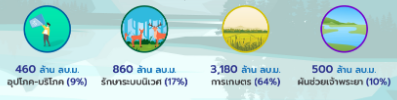 460 ล้าน ลบ.ม. 860 ล้าน ลบ.ม. 3,180 ล้าน ลบ.ม. 500 ล้าน ลบ.ม.
อุปโภค-บริโภค (9%) รักษาระบบนิเวศ (17%) การเกษตร (64%) ผันช่วยเจ้าพระยา (10%)